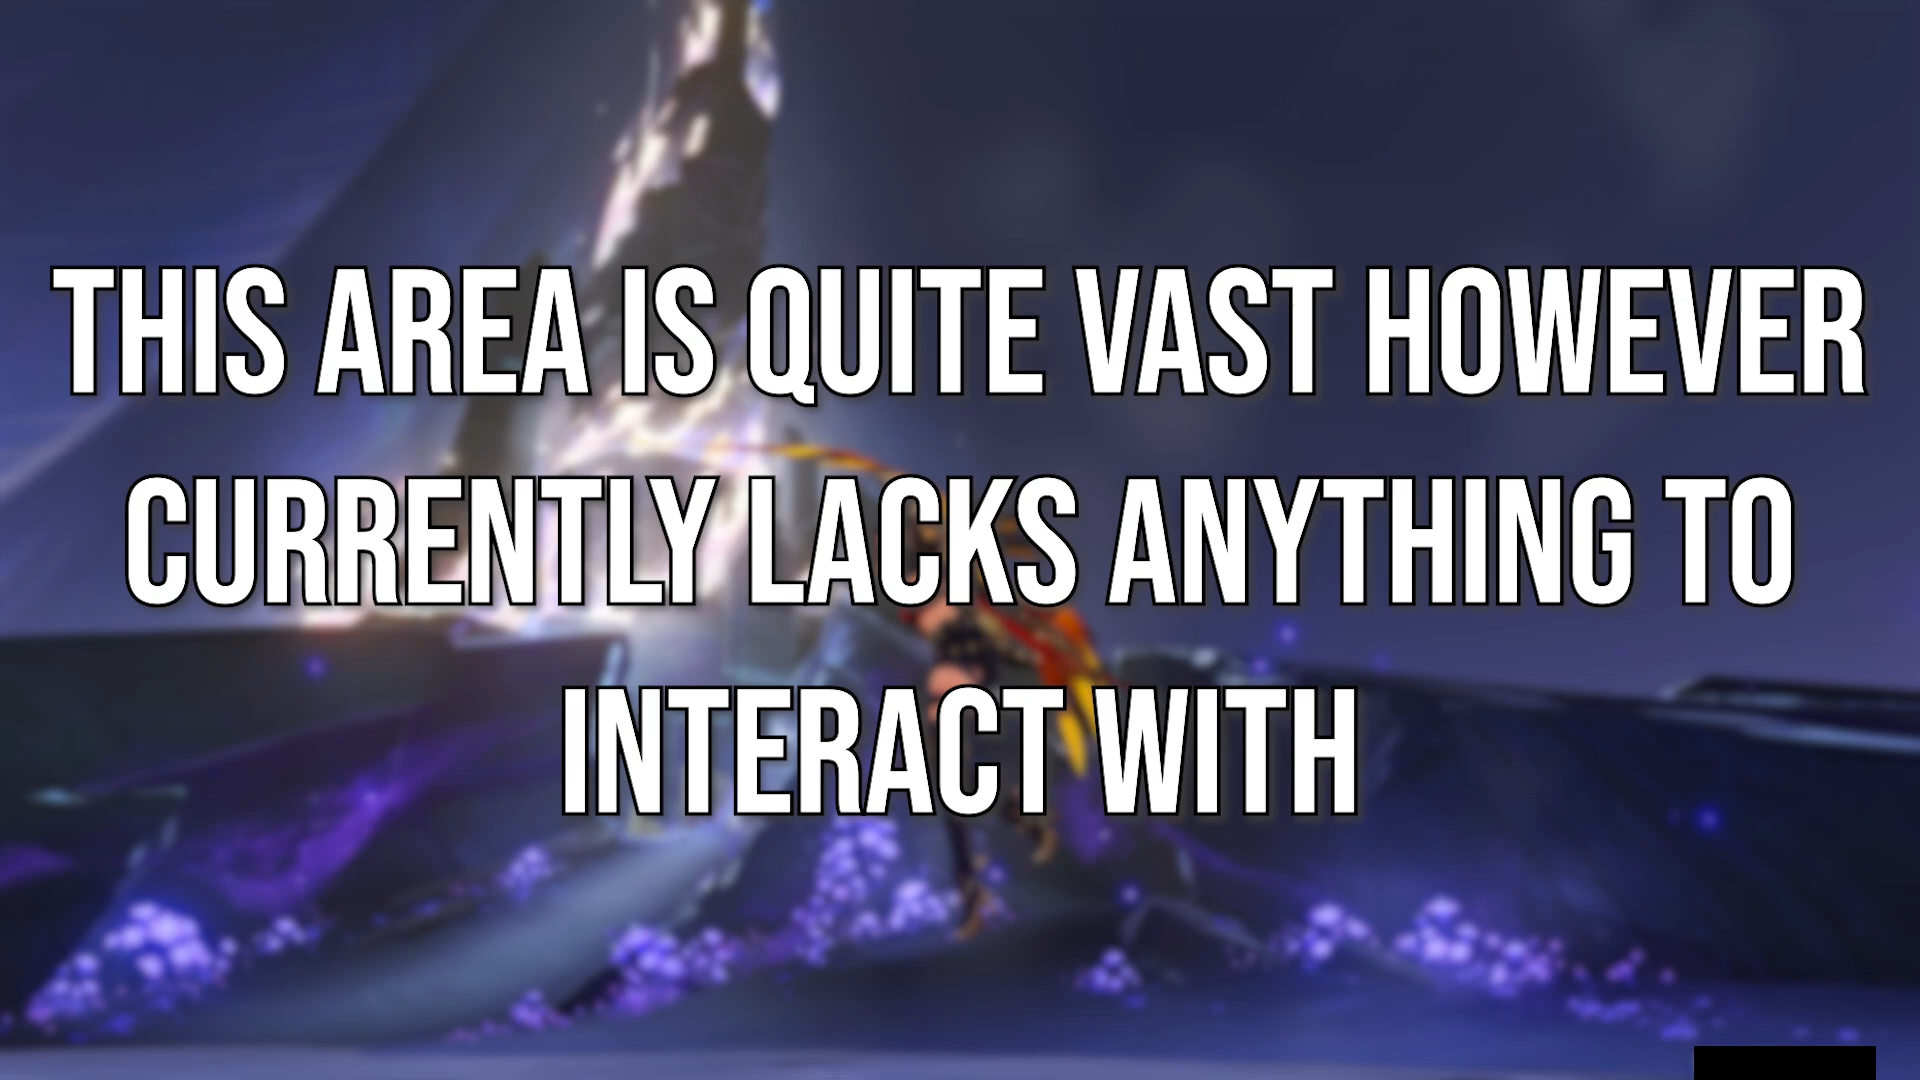 THIS AREA IS QUITE VAST HOWEVER
CURRENTLY LACKS ANYTHING TO
INTERACT WITH